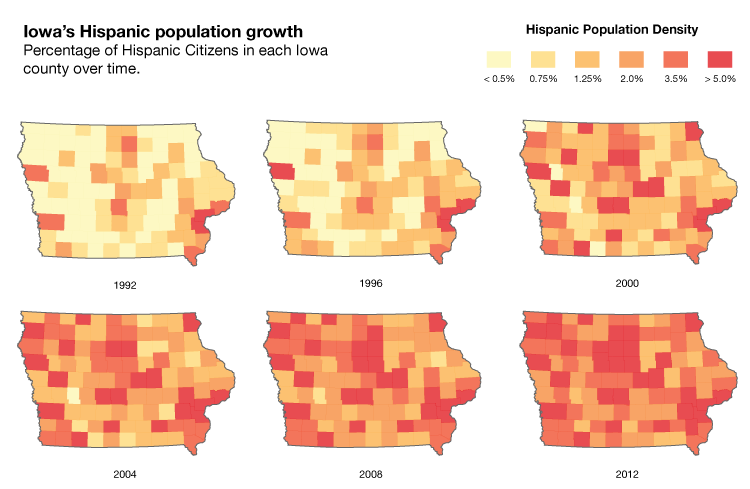 Iowa's Hispanic population growth
Percentage of Hispanic Citizens in each Iowa
county over time.
Hispanic Population Density
< 0.5% 0.75% 1.25% 2.0% 3.5% > 5.0%
1992 1996 2000
2004 2008 2012